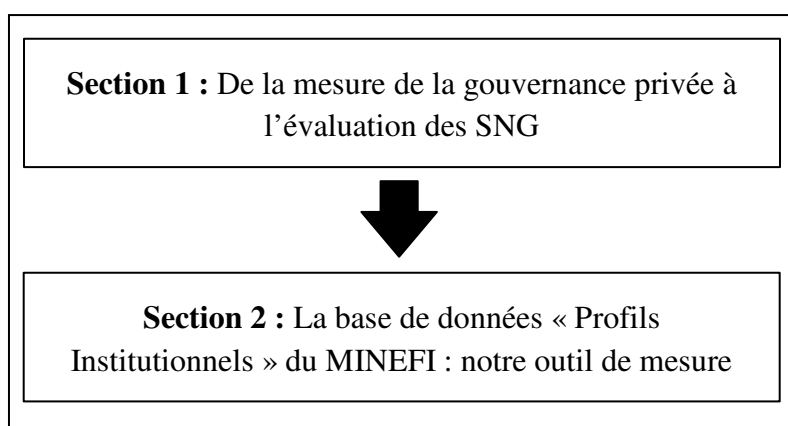 Section 1 : De la mesure de la gouvernance privée à
l’évaluation des SNG
Section 2 : La base de données « Profils
Institutionnels » du MINEFI : notre outil de mesure